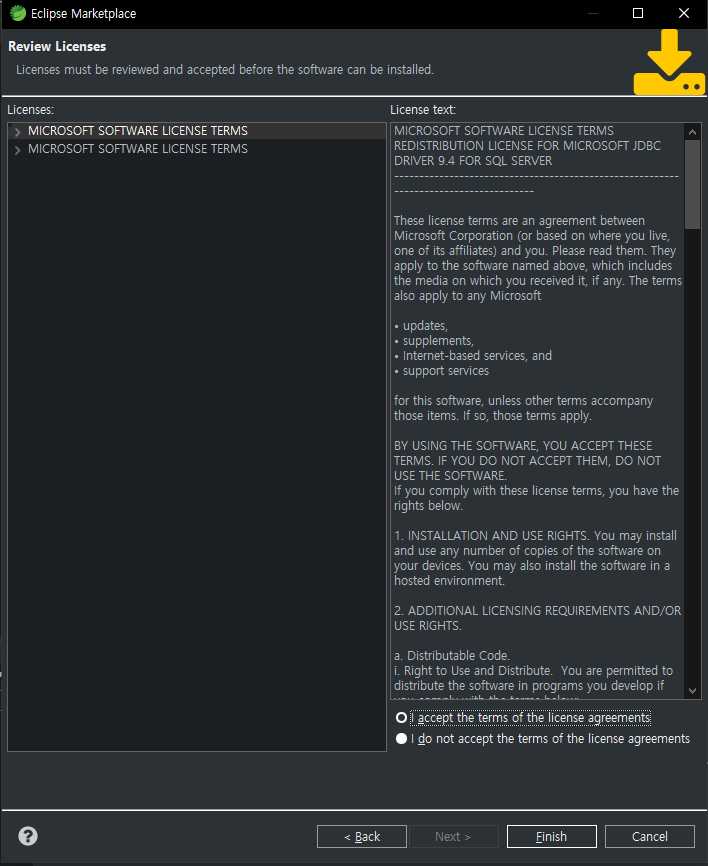 Eclipse Marketplace
Review Licenses
Licenses must be reviewed and accepted before the software can be installed.
Licenses:
MICROSOFT SOFTWARE LICENSE TERMS
MICROSOFT SOFTWARE LICENSE TERMS
License text:
MICROSOFT SOFTWARE LICENSE TERMS
REDISTRIBUTION LICENSE FOR MICROSOFT JDBC
DRIVER 9.4 FOR SQL SERVER
---------------------------------------------------------
----------------------------
These license terms are an agreement between
Microsoft Corporation (or based on where you live,
one of its affiliates) and you. Please read them. They
apply to the software named above, which includes
the media on which you received it, if any. The terms
also apply to any Microsoft
• updates,
• supplements,
• Internet-based services, and
• support services
for this software, unless other terms accompany
those items. If so, those terms apply.
BY USING THE SOFTWARE, YOU ACCEPT THESE
TERMS. IF YOU DO NOT ACCEPT THEM, DO NOT
USE THE SOFTWARE.
If you comply with these license terms, you have the
rights below.
1. INSTALLATION AND USE RIGHTS. You may install
and use any number of copies of the software on
your devices. You may also install the software in a
hosted environment.
2. ADDITIONAL LICENSING REQUIREMENTS AND/OR
USE RIGHTS.
a. Distributable Code.
i. Right to Use and Distribute.  You are permitted to
distribute the software in programs you develop if
you comply with the terms below:
I accept the terms of the license agreements
I do not accept the terms of the license agreements
< Back
Next >
Finish
Cancel